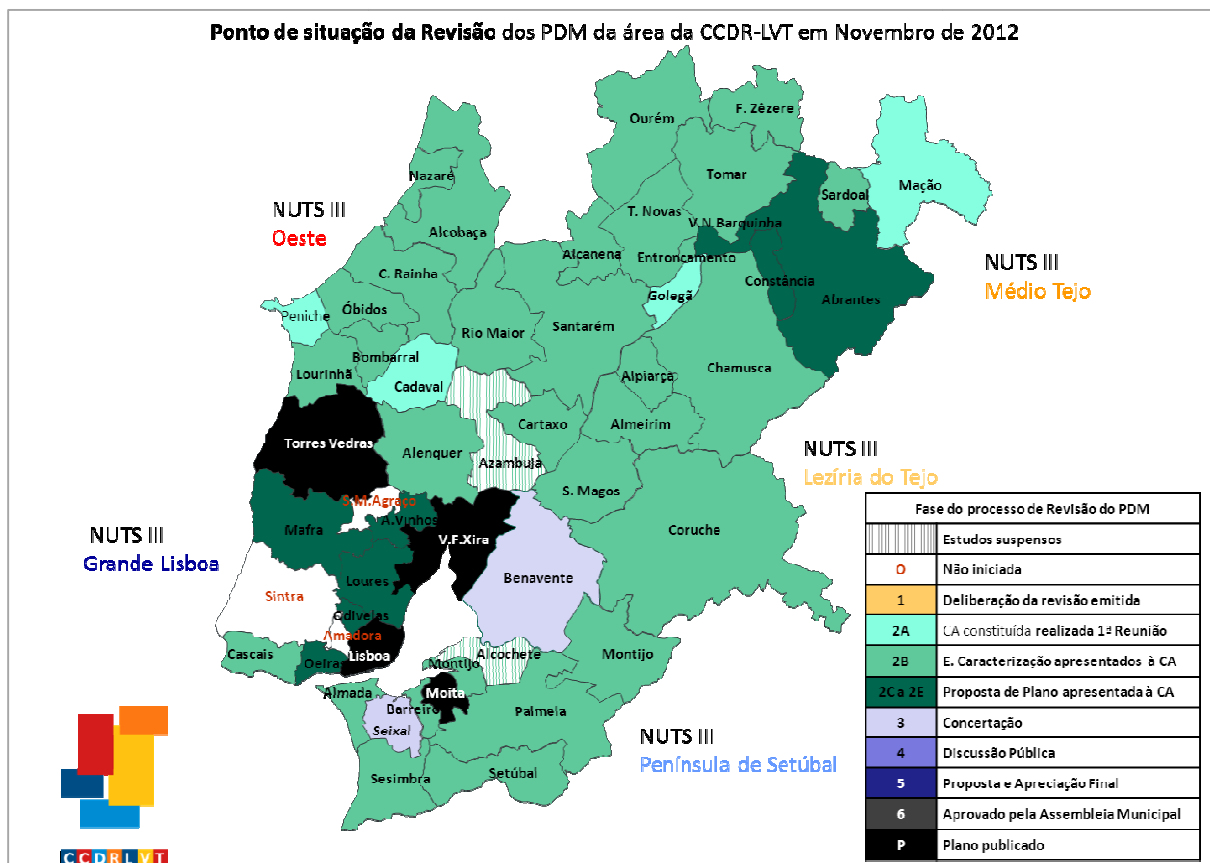 Ponto de situação da Revisão dos PDM da área da CCDR-LVT em Novembro de 2012
F. Zêzere
Ourém
Tomar
Nazaré
Mação
Sardoal
NUTS III
Oeste
T. Novas
V.N.Barquinha
Alcobaça
Alcanena
Entroncamento
NUTS III
Médio Tejo
C. Rainha
Constância
Golegã
Abrantes
Peniche
Óbidos
Rio Maior
Santarém
Bombarral
Lourinhã
Cadaval
Chamusca
Alpiarça
Cartaxo
Almeirim
Torres Vedras
Alenquer
Azambuja
NUTS III
Lezíria do Tejo
S. Magos
S.M.Agraço
A.Vinhos
Mafra
Coruche
V.F.Xira
NUTS III
Grande Lisboa
Benavente
Loures
Sintra
Odivelas
Amadora
Lisboa
Cascais
Oeiras
Montijo
Alcochete
Montijo
Almada
Moita
Barreiro
Palmela
Seixal
NUTS III
Península de Setúbal
Sesimbra
Setúbal
Fase do processo de Revisão do PDM
Estudos suspensos
0 Não iniciada
1 Deliberação da revisão emitida
2A CA constituída realizada 1ª Reunião
2B E. Caracterização apresentados à CA
2C a 2E Proposta de Plano apresentada à CA
3 Concertação
4 Discussão Pública
5 Proposta e Apreciação Final
6 Aprovado pela Assembleia Municipal
P Plano publicado
CCDRLVT